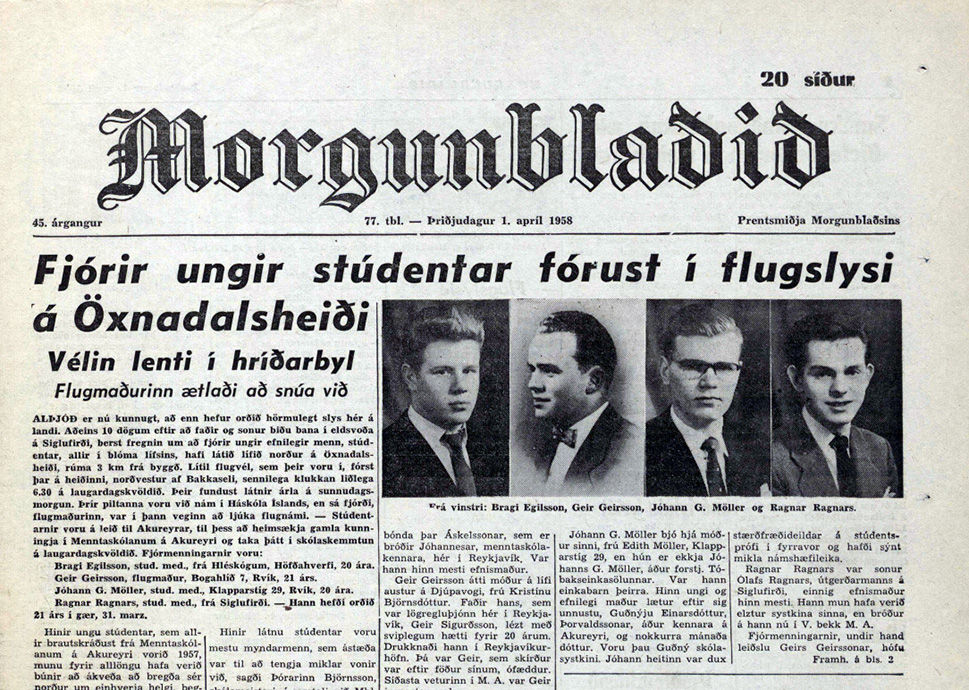 20 síður
Morgunblaðið
45. árgangur
77. tbl. — Þriðjudagur 1. apríl 1958
Prentsmiðja Morgunblaðsins
Fjórir ungir stúdentar fórust í flugslysi
á Öxnadalsheiði
Vélin lenti í hríðarbyl
Flugmaðurinn ætlaði að snúa við
ALÞJÓÐ er nú kunnugt, að enn hefur orðið hörmulegt slys hér á
landi. Aðeins 10 dögum eftir að faðir og sonur biðu bana í eldsvoða
á Siglufirði, berst fregnin um að fjórir ungir efnilegir menn, stúd-
entar, allir í blóma lífsins, hafi látið lífið norður á Öxnadals-
heiði, rúma 3 km frá byggð. Lítil flugvél, sem þeir voru í, fórst
þar á heiðinni, norðvestur af Bakkaseli, sennilega klukkan liðlega
6.30 á laugardagskvöldið. Þeir fundust látnir árla á sunnudags-
morgun. Þrír piltanna voru við nám í Háskóla Íslands, en sá fjórði,
flugmaðurinn, var í þann veginn að ljúka flugnámi. — Stúdent-
arnir voru á leið til Akureyrar, til þess að heimsækja gamla kunn-
ingja í Menntaskólanum á Akureyri og taka þátt í skólaskemmtun
á laugardagskvöldið. Fjórmenningarnir voru:
Bragi Egilsson, stud. med., frá Hléskógum, Höfðahverfi, 20 ára.
Geir Geirsson, flugmaður, Bogahlíð 7, Rvík, 21 árs.
Jóhann G. Möller, stud. med., Klapparstíg 29, Rvík, 20 ára.
Ragnar Ragnars, stud. med., frá Siglufirði. — Hann hefði orðið
21 árs í gær, 31. marz.
Hinir ungu stúdentar, sem all-
ir brautskráðust frá Menntaskól-
anum á Akureyri vorið 1957,
munu fyrir alllöngu hafa verið
búnir að ákveða að bregða sér
norður um einhverja helgi, beg-
Hinir látnu stúdentar voru
mestu myndarmenn, sem ástæða
var til að tengja miklar vonir
við, sagði Þórarinn Björnsson,
Frá vinstri: Bragi Egilsson, Geir Geirsson, Jóhann G. Möller og Ragnar Ragnars.
bónda þar Áskelssonar, sem er
bróðir Jóhannesar, menntaskóla-
kennara, hér í Reykjavík, Var
hann hinn mesti efnismaður.
Geir Geirsson átti móður á lífi
austur á Djúpavogi, frú Kristínu
Björnsdóttur. Faðir hans, sem
var lögregluþjónn hér í Reykja-
vík, Geir Sigurðsson, lézt með
sviplegum hætti fyrir 20 árum.
Drukknaði hann í Reykjavíkur-
höfn. Þá var Geir, sem skírður
var eftir föður sínum, ófæddur.
Síðasta veturinn í M. A. var Geir
Jóhann G. Möller bjó hjá móð-
ur sinni, frú Edith Möller, Klapp-
arstíg 29, en hún er ekkja Jó-
hanns G. Möller, áður forstj. Tó-
bakseinkasölunnar. Var hann
einkabarn þeirra. Hinn ungi og
efnilegi maður lætur eftir sig
unnustu, Guðnýju Einarsdóttur,
Þorvaldssonar, áður kennara á
Akureyri, og nokkurra mánaða
dóttur. Voru þau Guðný skóla-
systkini. Jóhann heitinn var dux
stærðfræðideildar á stúdents-
prófi í fyrravor og hafði sýnt
mikla námshæfileika.
Ragnar Ragnars var sonur
Ólafs Ragnars, útgerðarmanns á
Siglufirði, einnig efnismaður
hinn mesti. Hann mun hafa verið
elztur systkina sinna, en bróður
á hann nú í V. bekk M. A.
Fjórmenningurnir, undir hand
leiðslu Geirs Geirssonar, höfu
Framh. á bls. 2